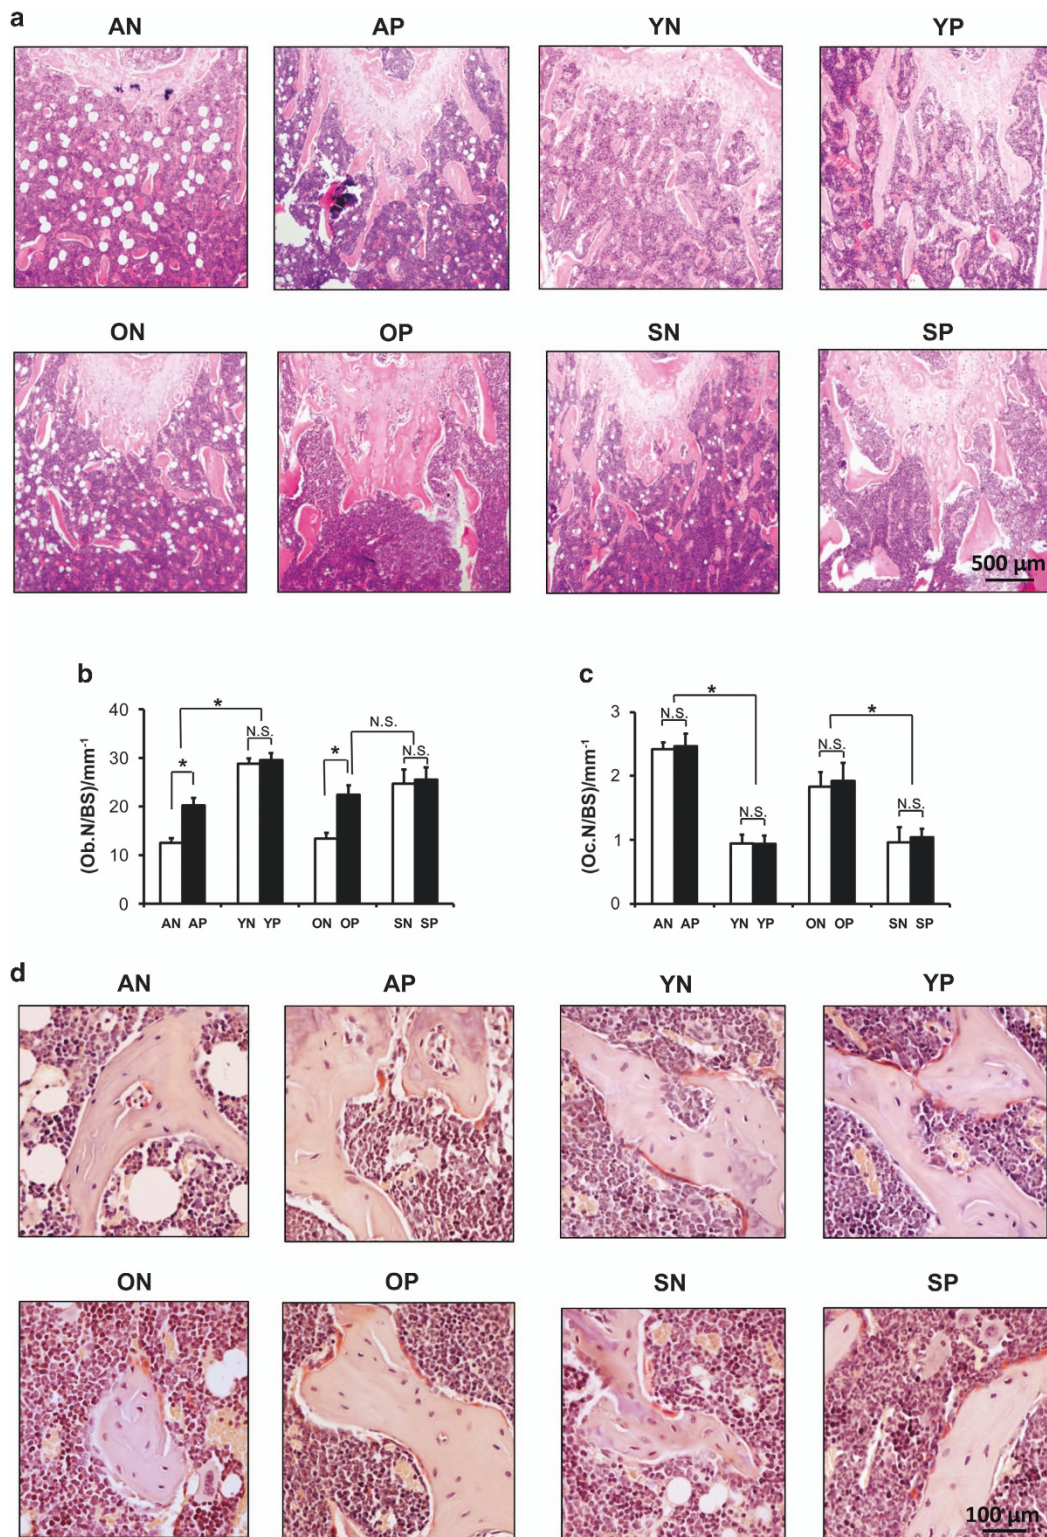 a
AN AP YN YP
ON OP SN SP
500 µm
b
(Ob.N/BS)/mm⁻¹
40
30
20
10
0
*
*
N.S.
*
N.S.
N.S.
AN AP YN YP ON OP SN SP
c
(Oc.N/BS)/mm⁻¹
3
2
1
0
N.S.
*
N.S.
N.S.
*
N.S.
AN AP YN YP ON OP SN SP
d
AN AP YN YP
ON OP SN SP
100 µm